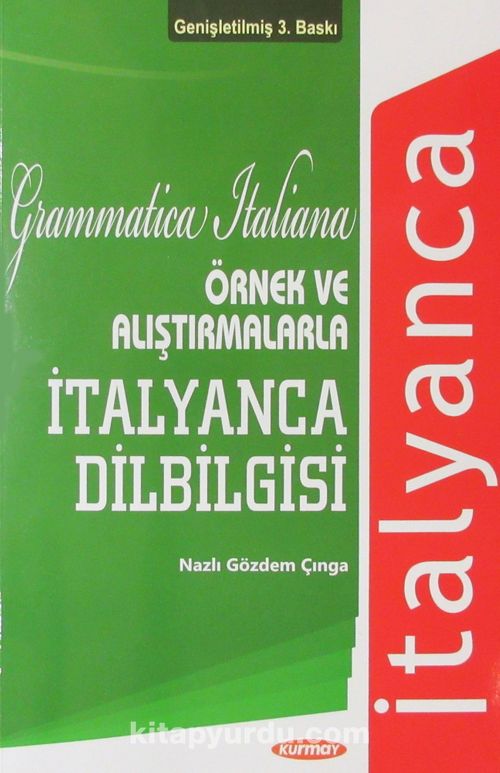 Genişletilmiş 3. Baskı
Grammatica Italiana
ÖRNEK VE
ALIŞTIRMALARLA
İTALYANCA
DİLBİLGİSİ
Nazlı Gözdem Çınga
italyanca
kitapyurdu.com
kurmay